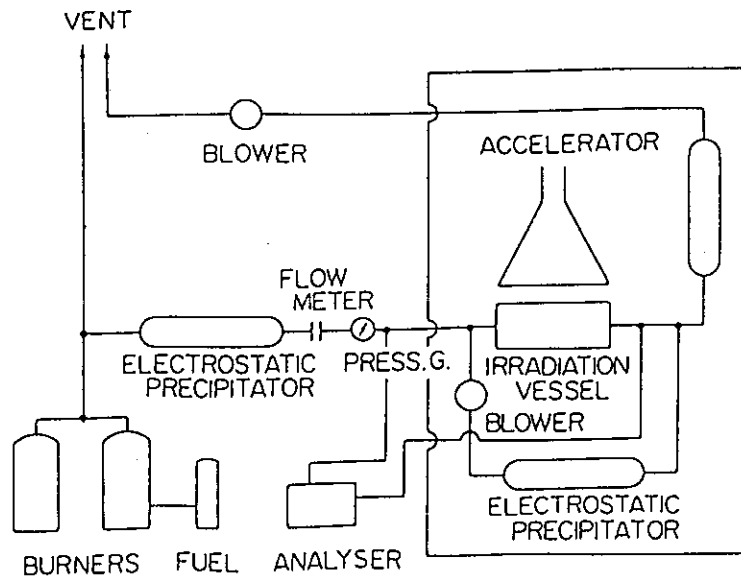 VENT
BLOWER
ACCELERATOR
FLOW
METER
ELECTROSTATIC
PRECIPITATOR
PRESS.G.
IRRADIATION
VESSEL
BLOWER
ELECTROSTATIC
PRECIPITATOR
BURNERS
FUEL
ANALYSER